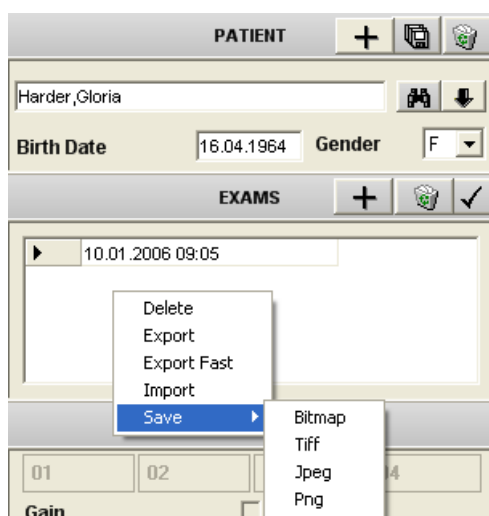 PATIENT
Harder,Gloria
Birth Date 16.04.1964 Gender F
EXAMS
10.01.2006 09:05
Delete
Export
Export Fast
Import
Save Bitmap
Tiff
01 02 Jpeg 4
Png
Gain